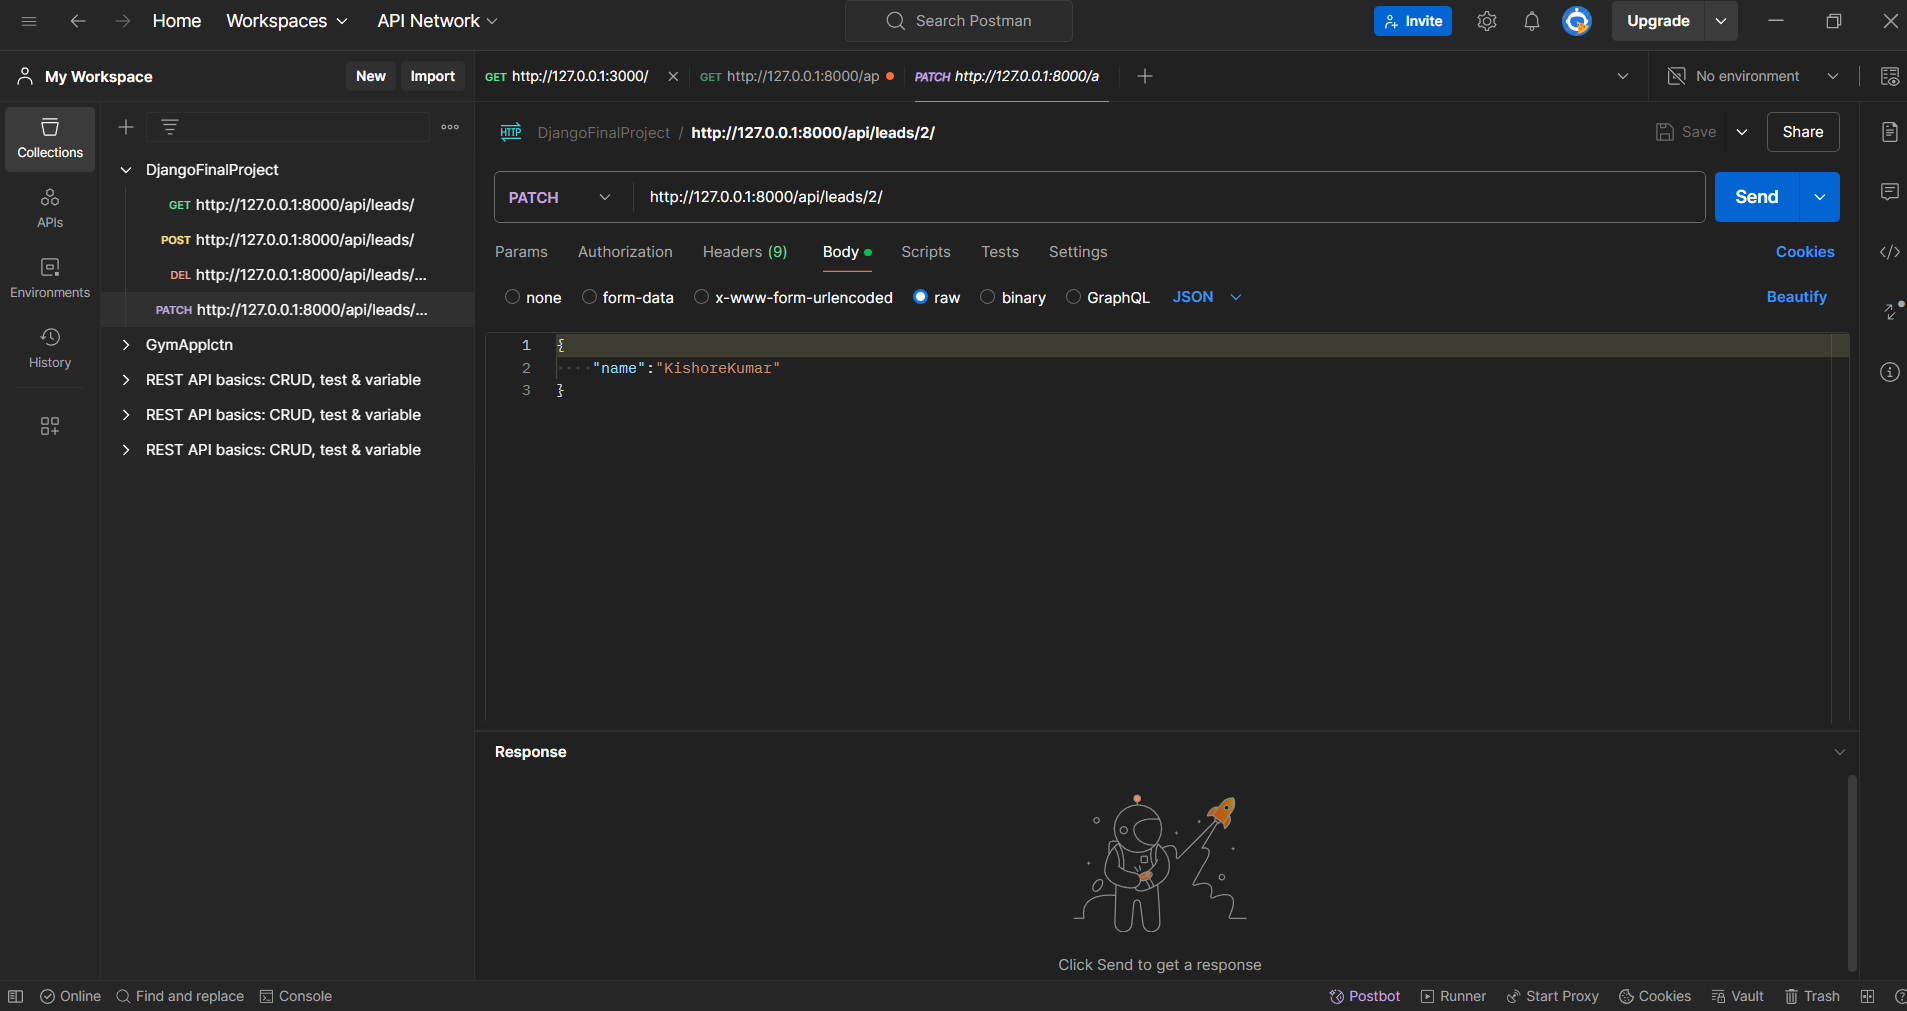 Home Workspaces API Network Search Postman Invite Upgrade
My Workspace New Import GET http://127.0.0.1:3000/ GET http://127.0.0.1:8000/ap PATCH http://127.0.0.1:8000/a No environment
Collections
APIs
Environments
History
DjangoFinalProject
GET http://127.0.0.1:8000/api/leads/
POST http://127.0.0.1:8000/api/leads/
DEL http://127.0.0.1:8000/api/leads/...
PATCH http://127.0.0.1:8000/api/leads/...
GymApplctn
REST API basics: CRUD, test & variable
REST API basics: CRUD, test & variable
REST API basics: CRUD, test & variable
HTTP DjangoFinalProject / http://127.0.0.1:8000/api/leads/2/ Save Share
PATCH http://127.0.0.1:8000/api/leads/2/ Send
Params Authorization Headers (9) Body Scripts Tests Settings Cookies
none form-data x-www-form-urlencoded raw binary GraphQL JSON Beautify
1 {
2 "name":"KishoreKumar"
3 }
Response
Click Send to get a response
Online Find and replace Console Postbot Runner Start Proxy Cookies Vault Trash